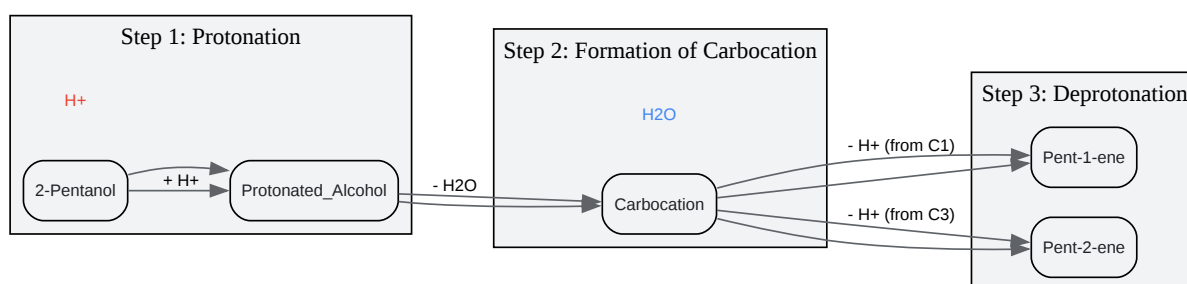 Step 1: Protonation
H+
2-Pentanol
+ H+
Protonated_Alcohol
- H2O
Step 2: Formation of Carbocation
H2O
Carbocation
- H+ (from C1)
- H+ (from C3)
Step 3: Deprotonation
Pent-1-ene
Pent-2-ene